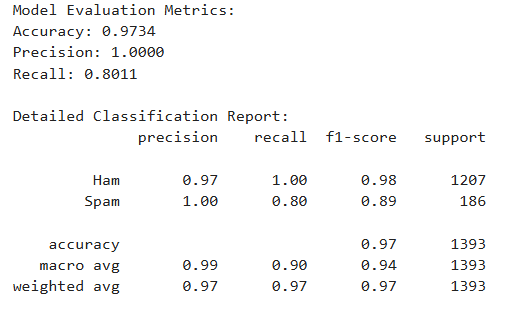 Model Evaluation Metrics:
Accuracy: 0.9734
Precision: 1.0000
Recall: 0.8011
Detailed Classification Report:
precision recall f1-score support
Ham 0.97 1.00 0.98 1207
Spam 1.00 0.80 0.89 186
accuracy 0.97 1393
macro avg 0.99 0.90 0.94 1393
weighted avg 0.97 0.97 0.97 1393